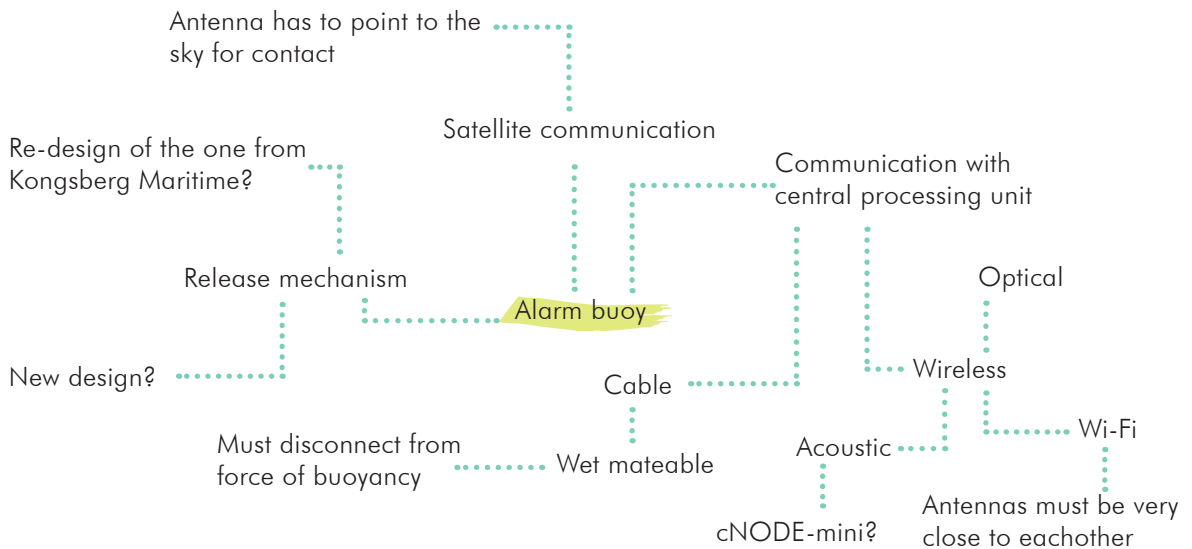 Antenna has to point to the
sky for contact
Satellite communication
Re-design of the one from
Kongsberg Maritime?
Communication with
central processing unit
Release mechanism
Optical
Alarm buoy
New design?
Cable
Wireless
Must disconnect from
force of buoyancy
Wet mateable
Acoustic
Wi-Fi
cNODE-mini?
Antennas must be very
close to eachother